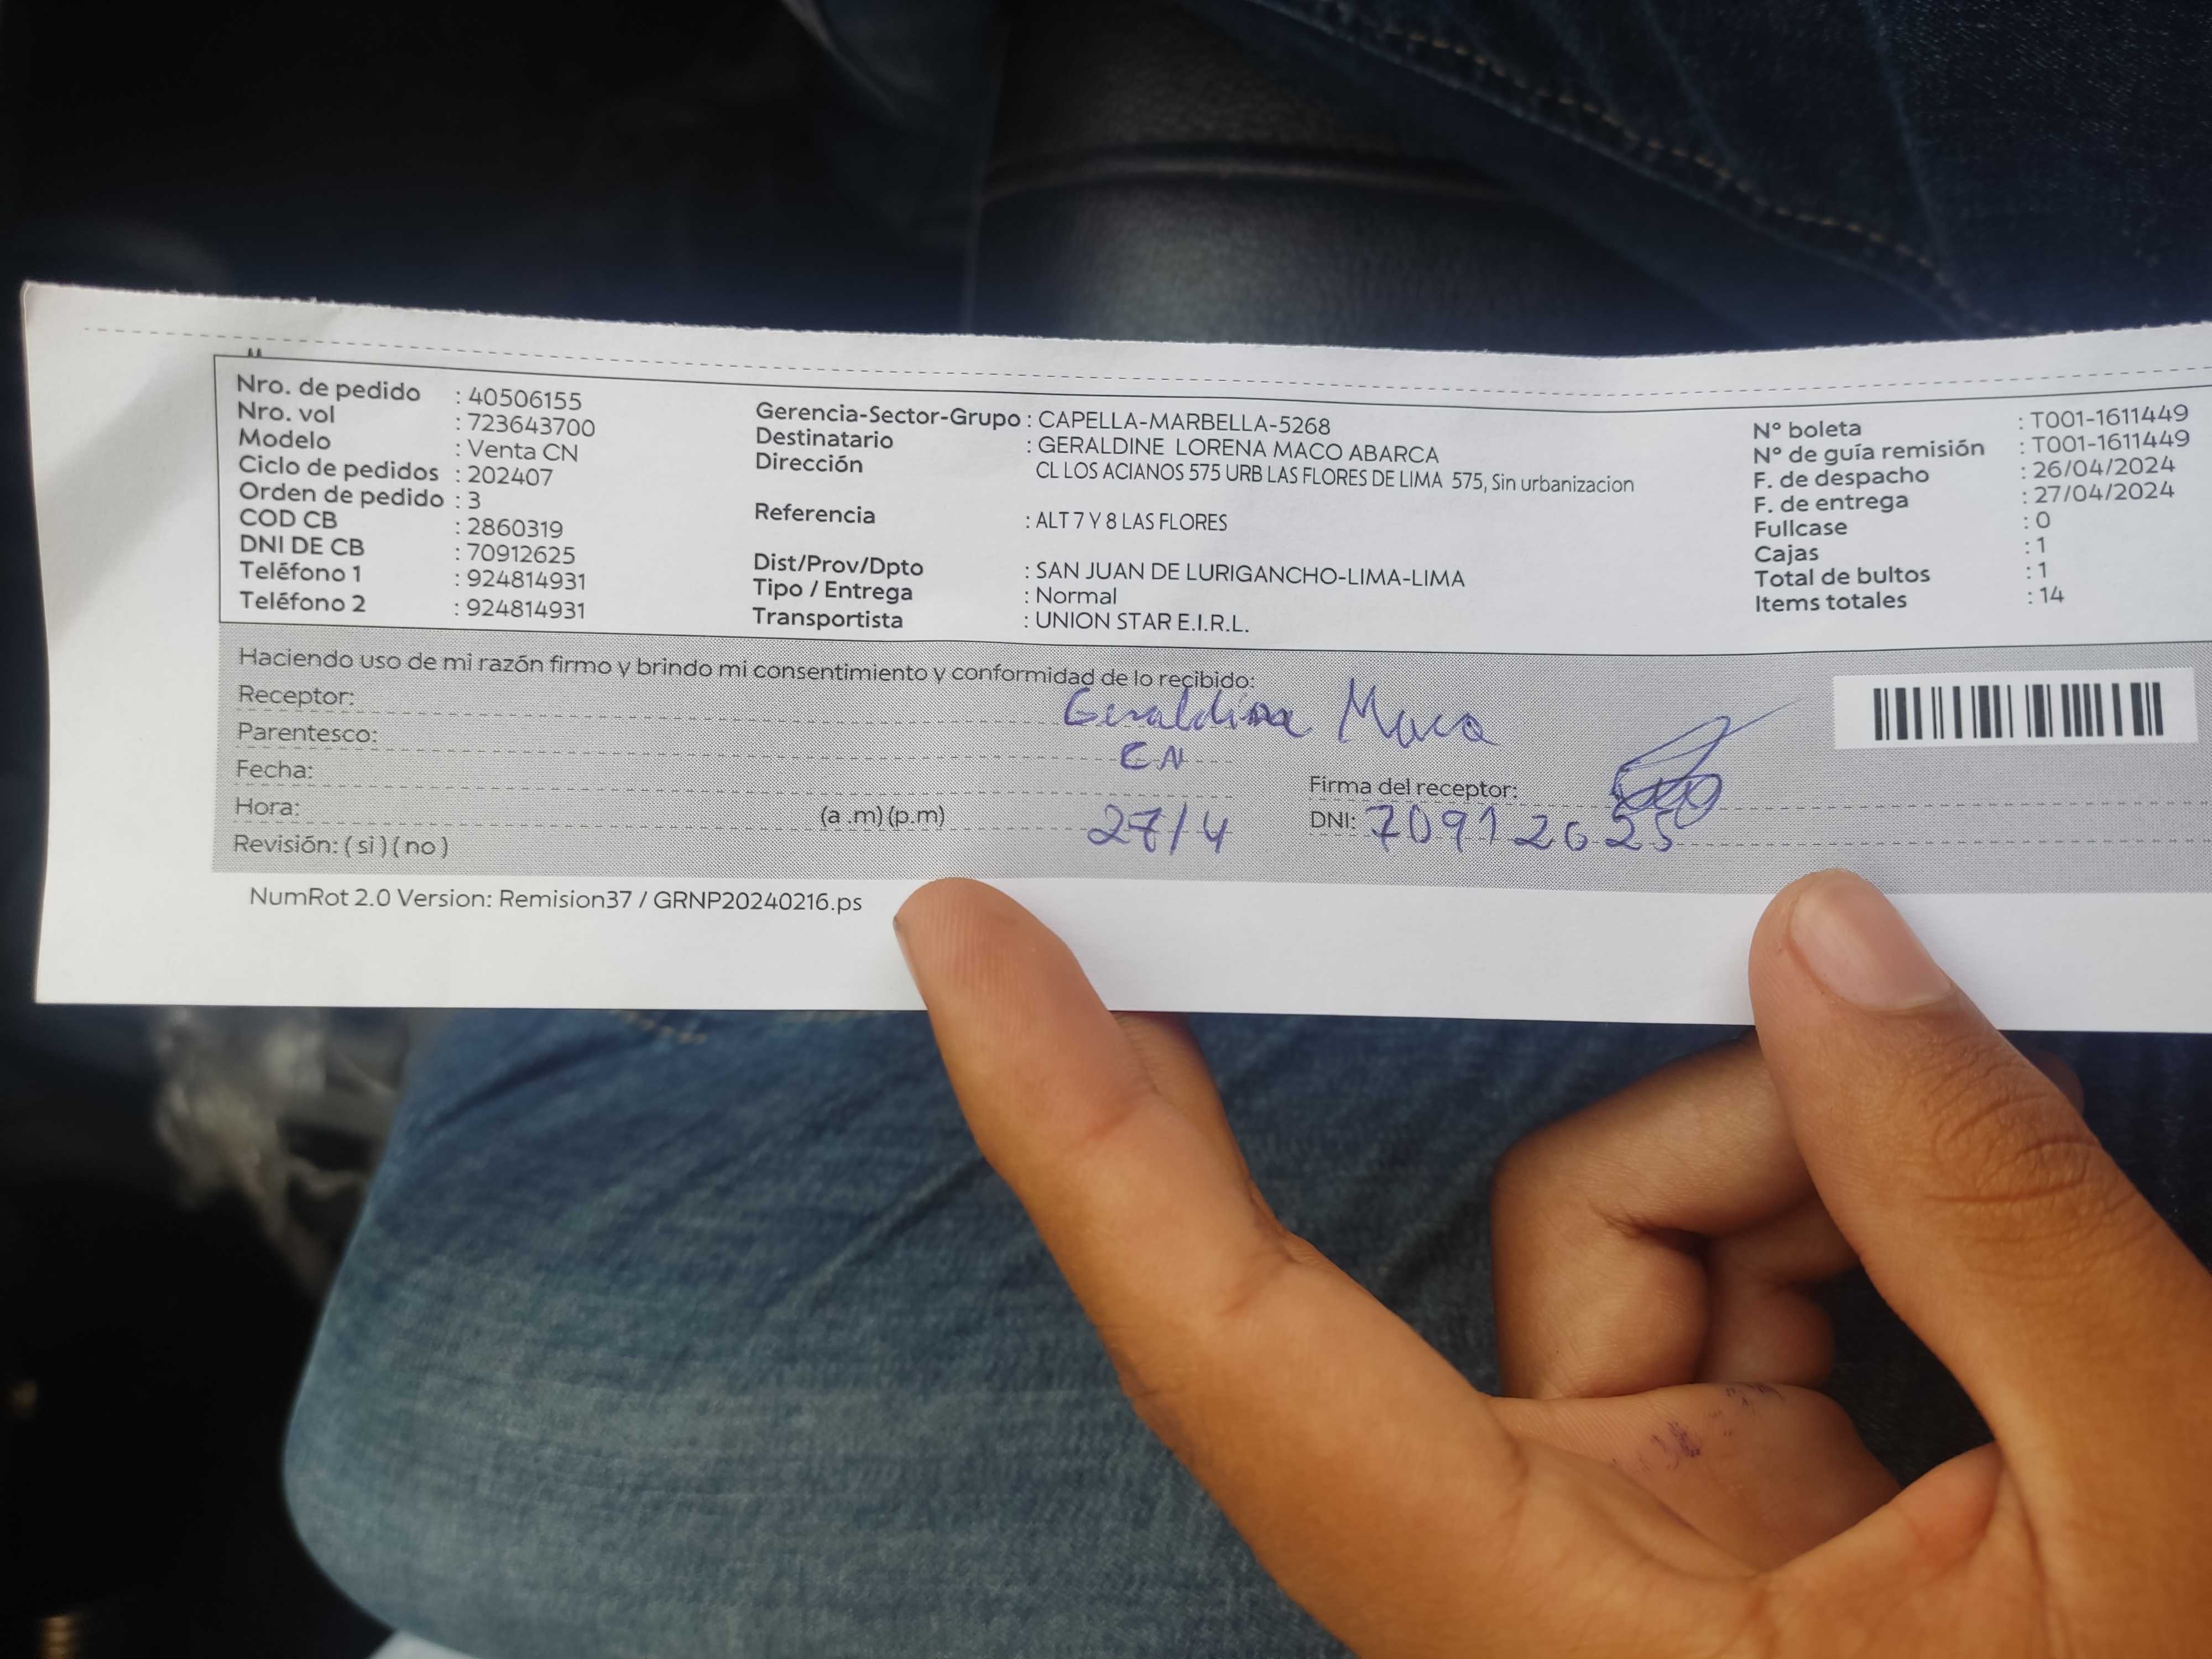 Nro. de pedido : 40506155
Nro. vol : 723643700
Modelo : Venta CN
Ciclo de pedidos : 202407
Orden de pedido : 3
COD CB : 2860319
DNI DE CB : 70912625
Teléfono 1 : 924814931
Teléfono 2 : 924814931
Gerencia-Sector-Grupo : CAPELLA-MARBELLA-5268
Destinatario : GERALDINE LORENA MACO ABARCA
Dirección CL LOS ACIANOS 575 URB LAS FLORES DE LIMA 575, Sin urbanizacion
Referencia : ALT 7 Y 8 LAS FLORES
Dist/Prov/Dpto : SAN JUAN DE LURIGANCHO-LIMA-LIMA
Tipo / Entrega : Normal
Transportista : UNION STAR E.I.R.L.
N° boleta : T001-1611449
N° de guía remisión : T001-1611449
F. de despacho : 26/04/2024
F. de entrega : 27/04/2024
Fullcase : 0
Cajas : 1
Total de bultos : 1
Items totales : 14
Haciendo uso de mi razón firmo y brindo mi consentimiento y conformidad de lo recibido:
Receptor: Geraldine Maco
Parentesco: CN
Fecha: 27/4
Hora: (a .m) (p.m)
Revisión: ( si ) ( no )
Firma del receptor:
DNI: 70912625
NumRot 2.0 Version: Remision37 / GRNP20240216.ps